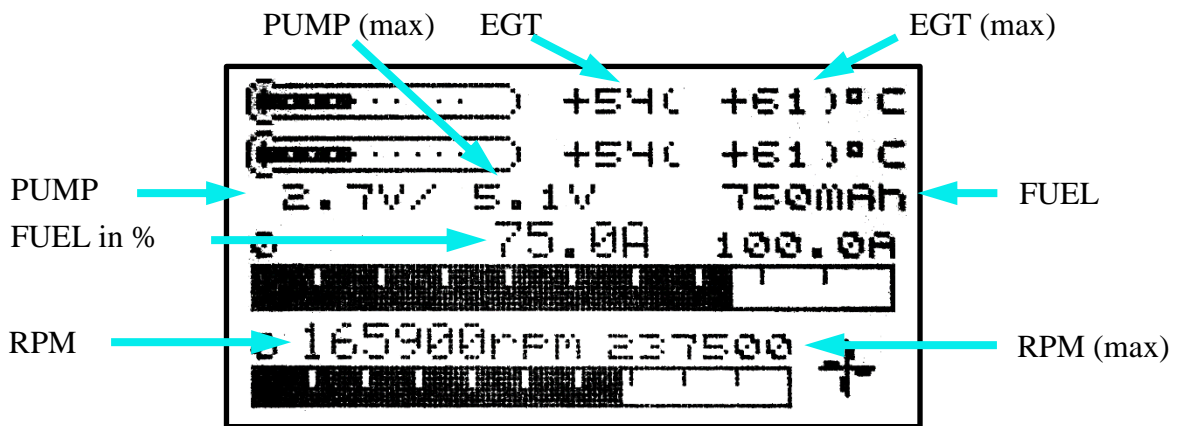 PUMP (max) EGT EGT (max)
+54( +61)°C
+54( +61)°C
PUMP 2.7V/ 5.1V 750mAh FUEL
FUEL in % 0 75.0A 100.0A
RPM 0 165900rpm 237500 RPM (max)